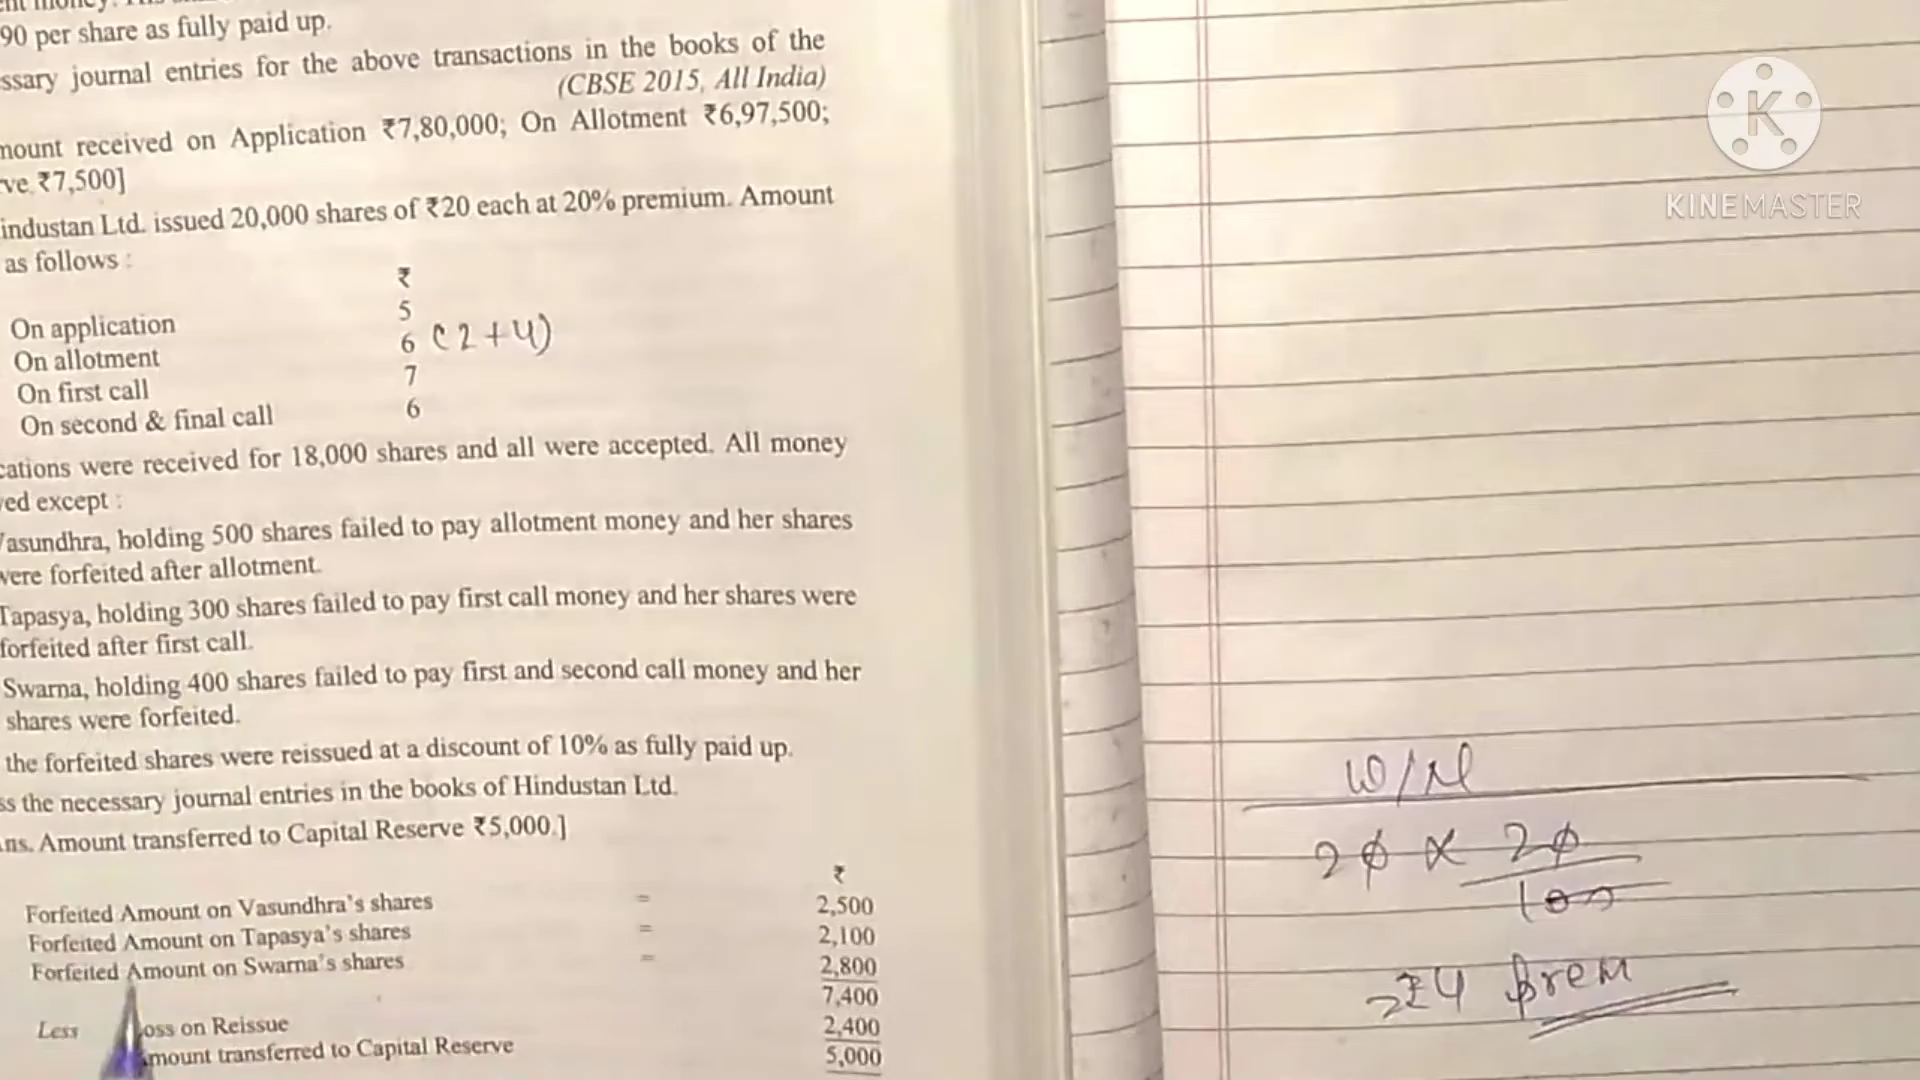 90 per share as fully paid up.
ssary journal entries for the above transactions in the books of the
(CBSE 2015, All India)
mount received on Application ₹7,80,000; On Allotment ₹6,97,500;
rve ₹7,500]
industan Ltd. issued 20,000 shares of ₹20 each at 20% premium. Amount
as follows :
₹
On application 5
On allotment 6 (2+4)
On first call 7
On second & final call 6
cations were received for 18,000 shares and all were accepted. All money
ved except :
Vasundhra, holding 500 shares failed to pay allotment money and her shares
were forfeited after allotment.
Tapasya, holding 300 shares failed to pay first call money and her shares were
forfeited after first call.
Swarna, holding 400 shares failed to pay first and second call money and her
shares were forfeited.
the forfeited shares were reissued at a discount of 10% as fully paid up.
ss the necessary journal entries in the books of Hindustan Ltd.
ns. Amount transferred to Capital Reserve ₹5,000.]
₹
Forfeited Amount on Vasundhra's shares = 2,500
Forfeited Amount on Tapasya's shares = 2,100
Forfeited Amount on Swarna's shares = 2,800
7,400
Less oss on Reissue 2,400
mount transferred to Capital Reserve 5,000
KINEMASTER
W/N
20 × 20
100
₹4 prem